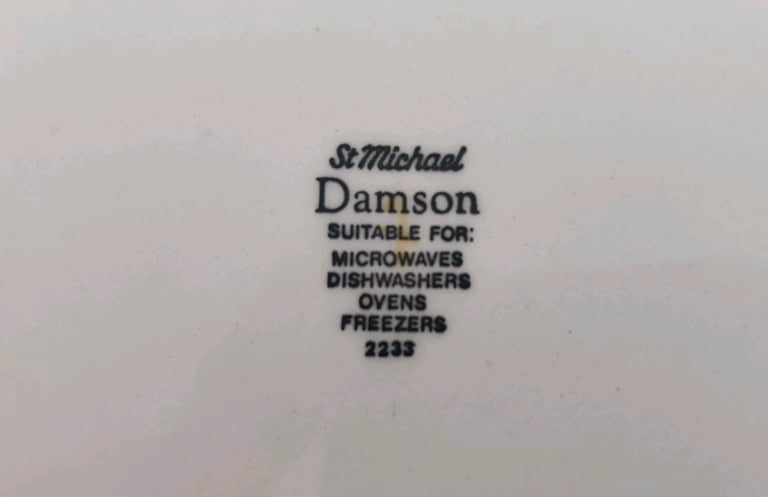 St Michael
Damson
SUITABLE FOR:
MICROWAVES
DISHWASHERS
OVENS
FREEZERS
2233